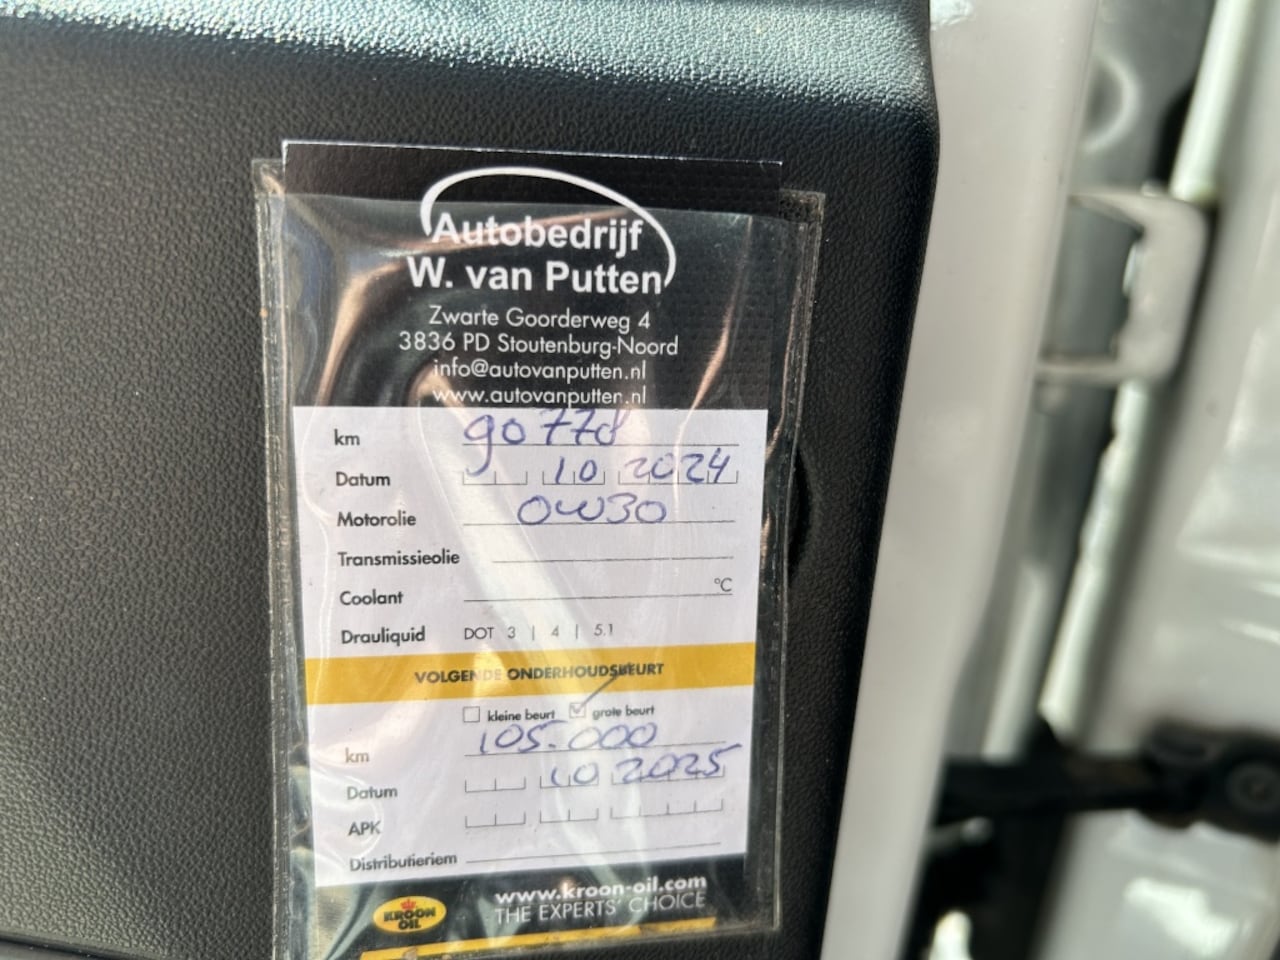 Autobedrijf
W. van Putten
Zwarte Goorderweg 4
3836 PD Stoutenburg-Noord
info@autovanputten.nl
www.autovanputten.nl
km 90778
Datum 10 2024
Motorolie 0W30
Transmissieolie
Coolant °C
Drauliquid DOT 3 | 4 | 5.1
VOLGENDE ONDERHOUDSBEURT
kleine beurt grote beurt
km 105.000
Datum 10 2025
APK
Distributieriem
KROON
OIL
www.kroon-oil.com
THE EXPERTS' CHOICE